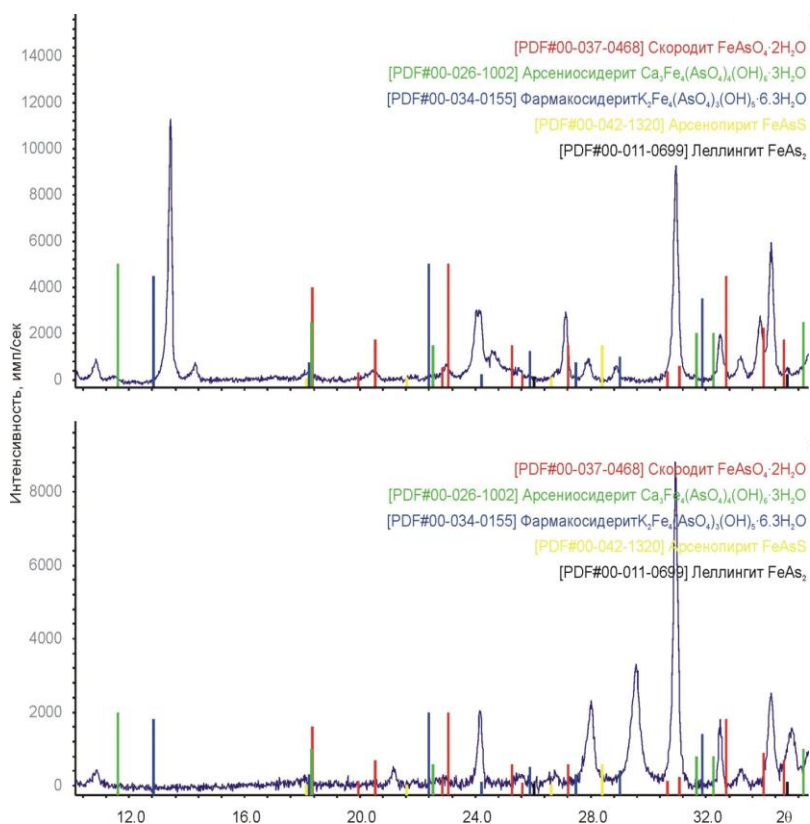 14000
[PDF#00-037-0468] Скородит FeAsO₄·2H₂O
[PDF#00-026-1002] Арсениосидерит Ca₃Fe₄(AsO₄)₄(OH)₆·3H₂O
12000
[PDF#00-034-0155] ФармакосидеритK₂Fe₄(AsO₄)₃(OH)₅·6.3H₂O
[PDF#00-042-1320] Арсенопирит FeAsS
10000
[PDF#00-011-0699] Леллингит FeAs₂
8000
6000
4000
2000
0
Интенсивность, имп/сек
[PDF#00-037-0468] Скородит FeAsO₄·2H₂O
8000
[PDF#00-026-1002] Арсениосидерит Ca₃Fe₄(AsO₄)₄(OH)₆·3H₂O
[PDF#00-034-0155] ФармакосидеритK₂Fe₄(AsO₄)₃(OH)₅·6.3H₂O
[PDF#00-042-1320] Арсенопирит FeAsS
6000
[PDF#00-011-0699] Леллингит FeAs₂
4000
2000
0
12.0 16.0 20.0 24.0 28.0 32.0 2θ